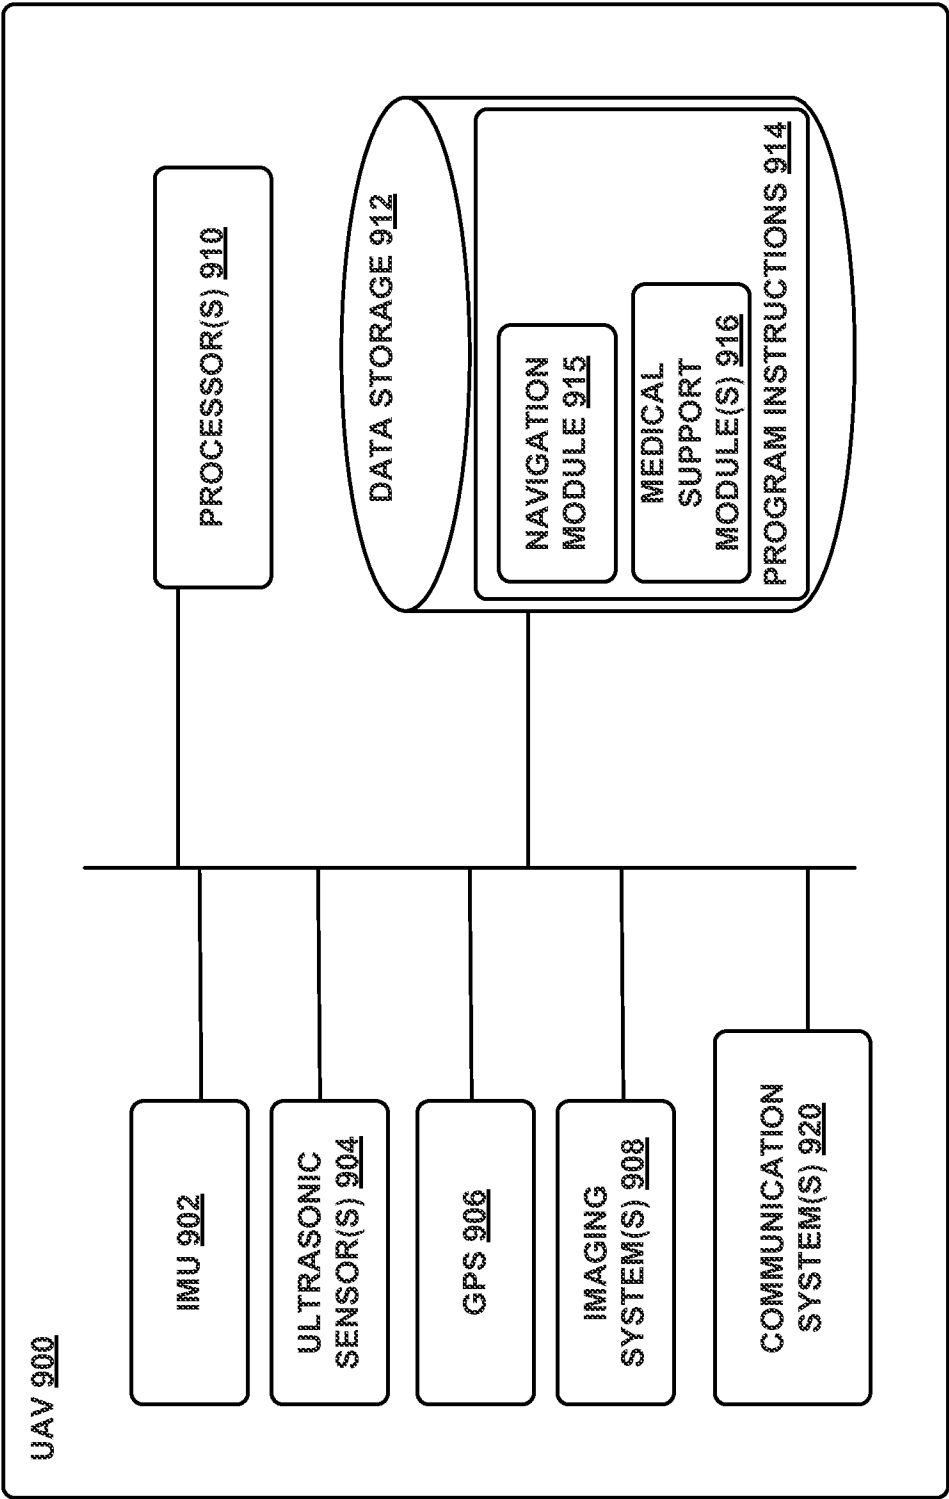 UAV 900
IMU 902
ULTRASONIC
SENSOR(S) 904
GPS 906
IMAGING
SYSTEM(S) 908
COMMUNICATION
SYSTEM(S) 920
PROCESSOR(S) 910
DATA STORAGE 912
NAVIGATION
MODULE 915
MEDICAL
SUPPORT
MODULE(S) 916
PROGRAM INSTRUCTIONS 914